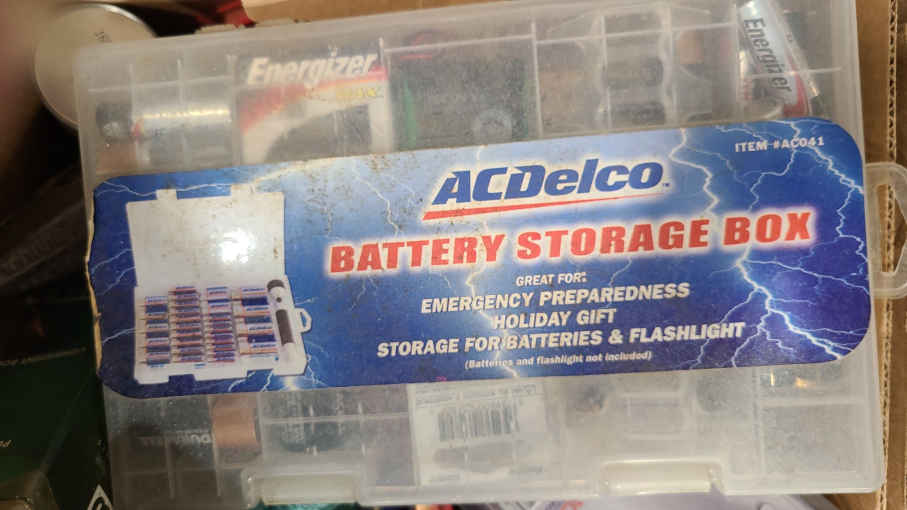 Energizer
Energizer
ACDelco
ITEM #AC041
BATTERY STORAGE BOX
GREAT FOR:
EMERGENCY PREPAREDNESS
HOLIDAY GIFT
STORAGE FOR BATTERIES & FLASHLIGHT
(Batteries and flashlight not included)